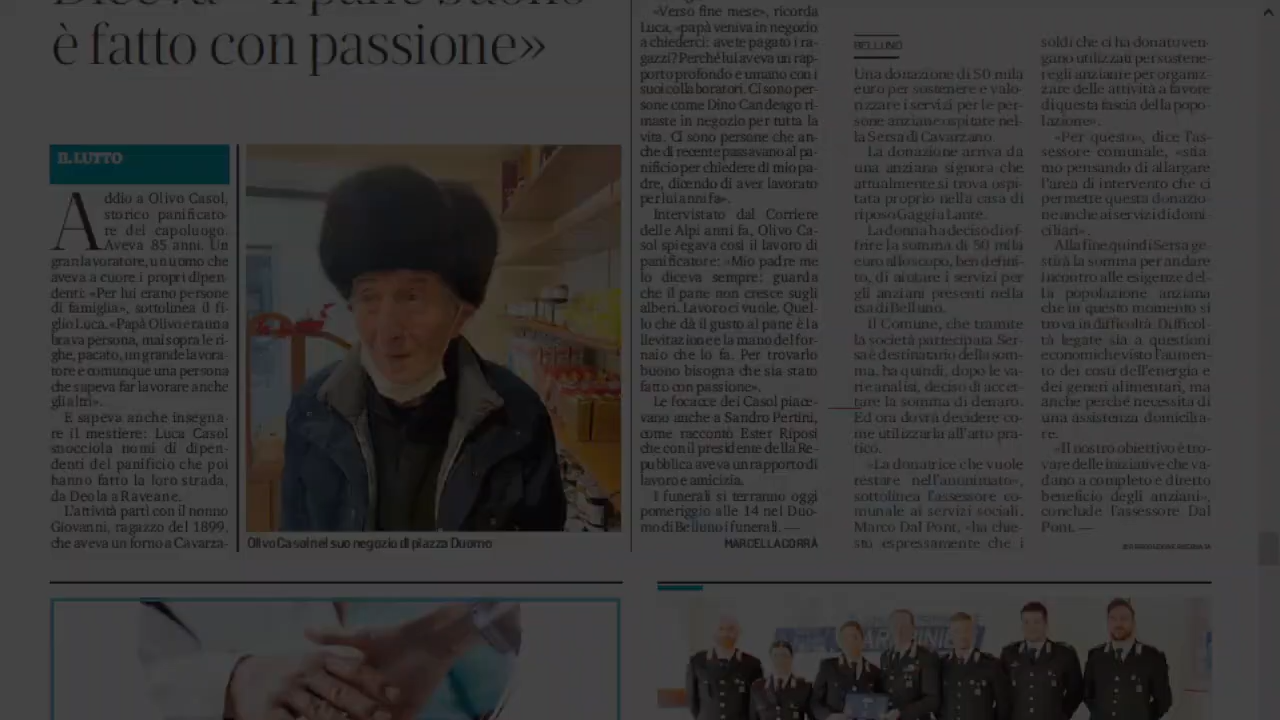 è fatto con passione»
IL LUTTO
Addio a Olivo Casol,
storico panificato-
re del capoluogo.
Aveva 85 anni. Un
gran lavoratore, un uomo che
aveva a cuore i propri dipen-
denti: «Per lui erano persone
di famiglia», sottolinea il fi-
glio Luca. «Papà Olivo era una
brava persona, mai sopra le ri-
ghe, pacato, un grande lavora-
tore e comunque una persona
che sapeva far lavorare anche
gli altri».
E sapeva anche insegna-
re il mestiere: Luca Casol
snocciola nomi di dipen-
denti del panificio che poi
hanno fatto la loro strada,
da Deola a Raveane.
L'attività partì con il nonno
Giovanni, ragazzo del 1899,
che aveva un forno a Cavarza-
Olivo Casol nel suo negozio di piazza Duomo
«Verso fine mese», ricorda
Luca, «papà veniva in negozio
a chiederci: avete pagato i ra-
gazzi? Perché lui aveva un rap-
porto profondo e umano con i
suoi collaboratori. Ci sono per-
sone come Dino Candeago ri-
maste in negozio per tutta la
vita. Ci sono persone che an-
che di recente passavano al pa-
nificio per chiedere di mio pa-
dre, dicendo di aver lavorato
per lui anni fa».
Intervistato dal Corriere
delle Alpi anni fa, Olivo Ca-
sol spiegava così il lavoro di
panificatore: «Mio padre me
lo diceva sempre: guarda
che il pane non cresce sugli
alberi. Lavoro ci vuole. Quel-
lo che dà il gusto al pane è la
llevitazione e la mano del for-
naio che lo fa. Per trovarlo
buono bisogna che sia stato
fatto con passione».
Le focacce dei Casol piace-
vano anche a Sandro Pertini,
come raccontò Ester Riposi
che con il presidente della Re-
pubblica aveva un rapporto di
lavoro e amicizia.
I funerali si terranno oggi
pomeriggio alle 14 nel Duo-
mo di Belluno i funerali. —
MARCELLA CORRÀ
BELLUNO
Una donazione di 50 mila
euro per sostenere e valo-
rizzare i servizi per le per-
sone anziane ospitate nel-
la Sersa di Cavarzano.
La donazione arriva da
una anziana signora che
attualmente si trova ospi-
tata proprio nella casa di
riposo Gaggia Lante.
La donna ha deciso di of-
frire la somma di 50 mila
euro allo scopo, ben defini-
to, di aiutare i servizi per
gli anziani presenti nella
rsa di Belluno.
Il Comune, che tramite
la società partecipata Ser-
sa è destinatario della som-
ma, ha quindi, dopo le va-
rie analisi, deciso di accet-
tare la somma di denaro.
Ed ora dovrà decidere co-
me utilizzarla all'atto pra-
tico.
«La donatrice che vuole
restare nell'anonimato»,
sottolinea l'assessore co-
munale ai servizi sociali,
Marco Dal Pont, «ha chie-
sto espressamente che i
soldi che ci ha donato ven-
gano utilizzati per sostene-
re gli anziani e per organiz-
zare delle attività a favore
di questa fascia della popo-
lazione».
«Per questo», dice l'as-
sessore comunale, «stia-
mo pensando di allargare
l'area di intervento che ci
permette questa donazio-
ne anche ai servizi di domi-
ciliari».
Alla fine quindi Sersa ge-
stirà la somma per andare
incontro alle esigenze del-
la popolazione anziana
che in questo momento si
trova in difficoltà. Difficol-
tà legate sia a questioni
economiche visto l'aumen-
to dei costi dell'energia e
dei generi alimentari, ma
anche perché necessita di
una assistenza domicilia-
re.
«Il nostro obiettivo è tro-
vare delle iniziative che va-
dano a completo e diretto
beneficio degli anziani»,
conclude l'assessore Dal
Pont. —